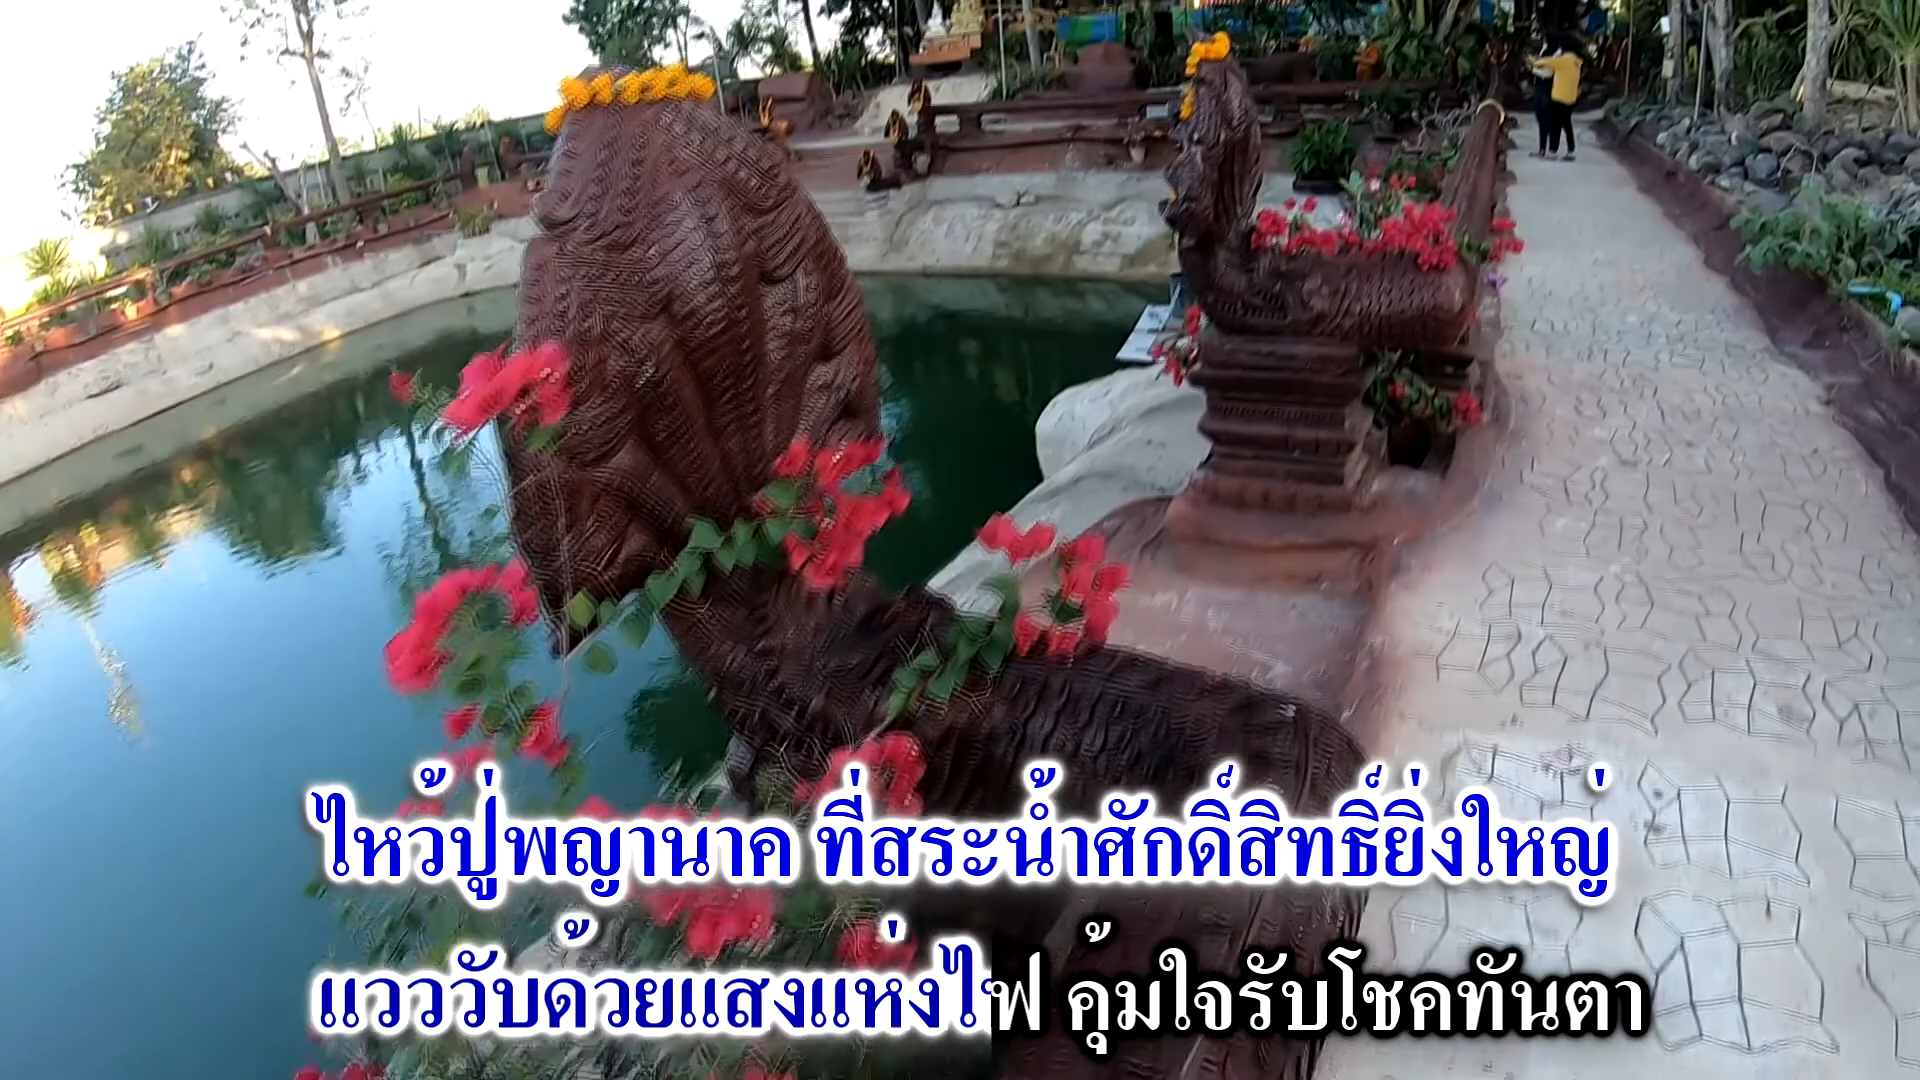 ไหว้ปู่พญานาค ที่สระน้ำศักดิ์สิทธิ์ยิ่งใหญ่
แวววับด้วยแสงแห่งไฟ คุ้มใจรับโชคทันตา